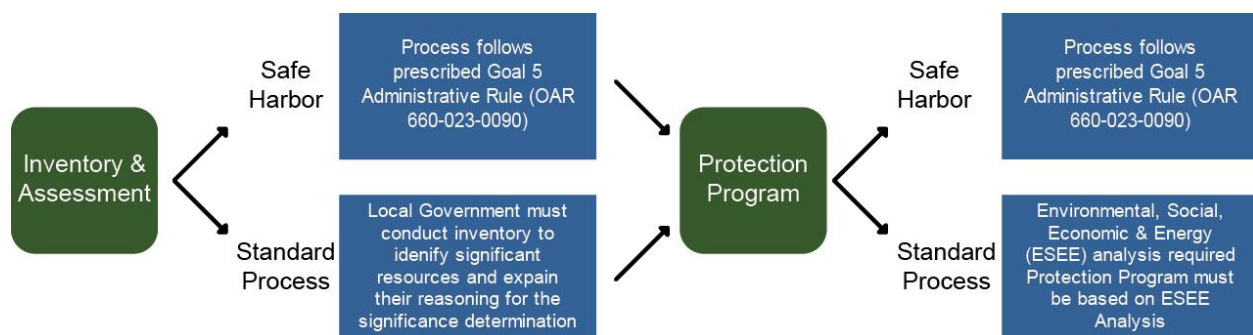 Inventory &
Assessment
Safe
Harbor
Process follows
prescribed Goal 5
Administrative Rule (OAR
660-023-0090)
Standard
Process
Local Government must
conduct inventory to
idenify significant
resources and expain
their reasoning for the
significance determination
Protection
Program
Safe
Harbor
Process follows
prescribed Goal 5
Administrative Rule (OAR
660-023-0090)
Standard
Process
Environmental, Social,
Economic & Energy
(ESEE) analysis required
Protection Program must
be based on ESEE
Analysis